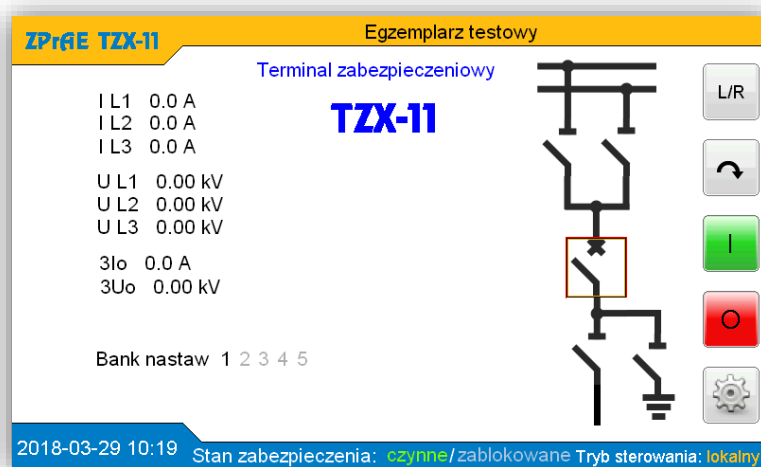 ZPrAE TZX-11
Egzemplarz testowy
Terminal zabezpieczeniowy
TZX-11
I L1 0.0 A
I L2 0.0 A
I L3 0.0 A
U L1 0.00 kV
U L2 0.00 kV
U L3 0.00 kV
3Io 0.0 A
3Uo 0.00 kV
Bank nastaw 1 2 3 4 5
L/R
I
O
2018-03-29 10:19
Stan zabezpieczenia: czynne/zablokowane
Tryb sterowania: lokalny